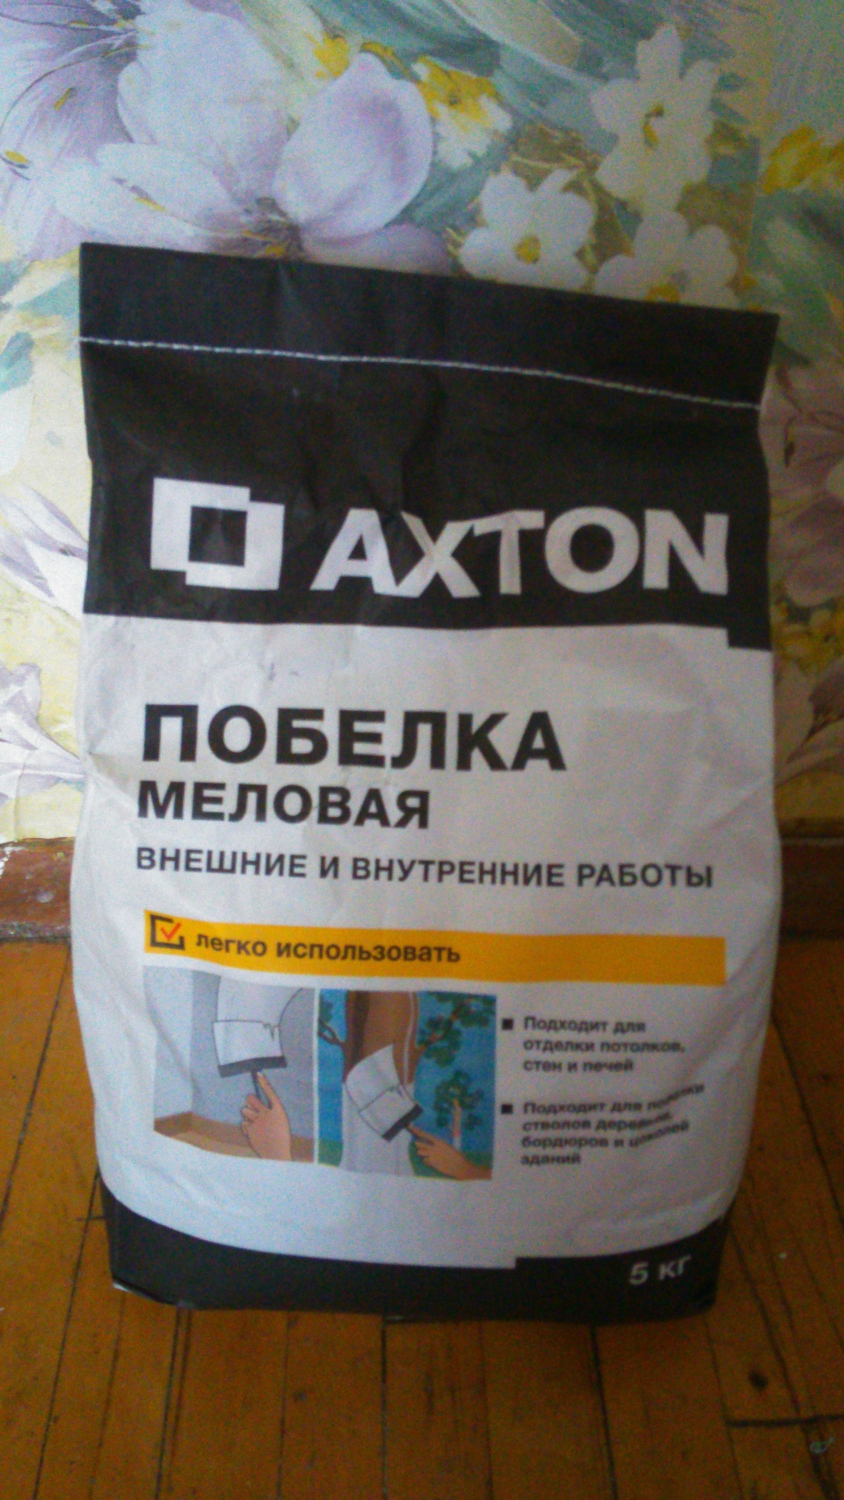 AXTON
ПОБЕЛКА
МЕЛОВАЯ
ВНЕШНИЕ И ВНУТРЕННИЕ РАБОТЫ
легко использовать
Подходит для
отделки потолков,
стен и печей
Подходит для побелки
стволов деревьев,
бордюров и цоколей
зданий
5 кг